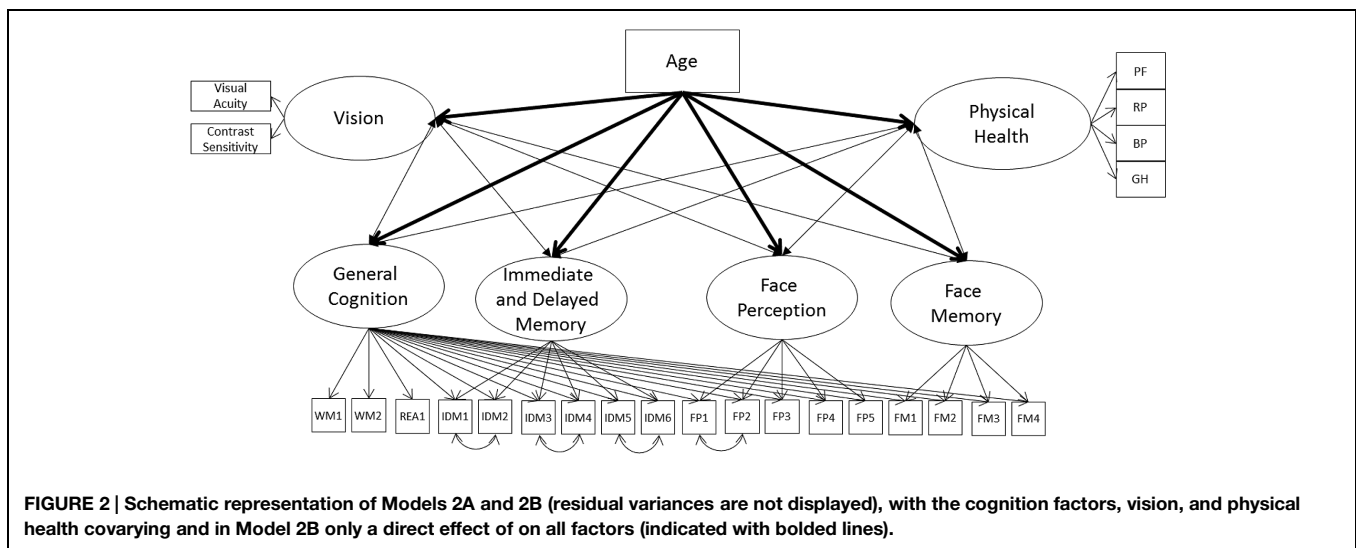 Age
Visual
Acuity
Contrast
Sensitivity
Vision
Physical
Health
PF
RP
BP
GH
General
Cognition
Immediate
and Delayed
Memory
Face
Perception
Face
Memory
WM1
WM2
REA1
IDM1
IDM2
IDM3
IDM4
IDM5
IDM6
FP1
FP2
FP3
FP4
FP5
FM1
FM2
FM3
FM4
FIGURE 2 | Schematic representation of Models 2A and 2B (residual variances are not displayed), with the cognition factors, vision, and physical
health covarying and in Model 2B only a direct effect of on all factors (indicated with bolded lines).